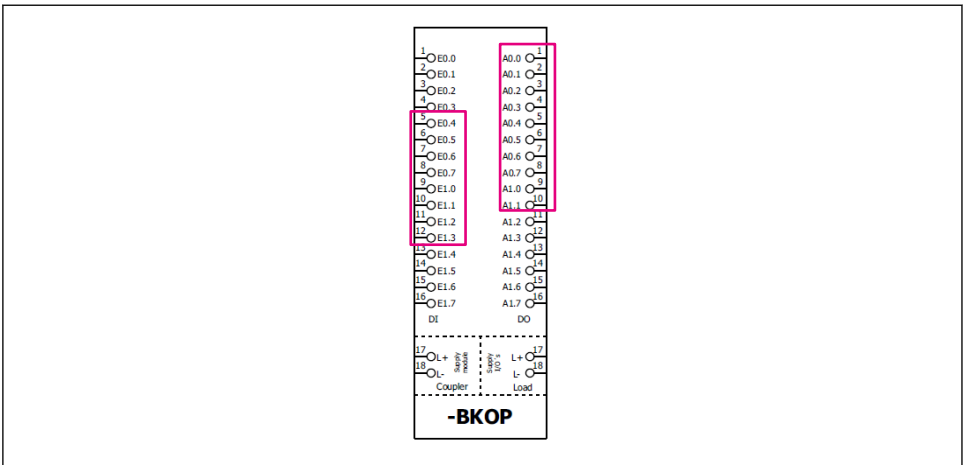 1 E0.0 A0.0 1
2 E0.1 A0.1 2
3 E0.2 A0.2 3
4 E0.3 A0.3 4
5 E0.4 A0.4 5
6 E0.5 A0.5 6
7 E0.6 A0.6 7
8 E0.7 A0.7 8
9 E1.0 A1.0 9
10 E1.1 A1.1 10
11 E1.2 A1.2 11
12 E1.3 A1.3 12
13 E1.4 A1.4 13
14 E1.5 A1.5 14
15 E1.6 A1.6 15
16 E1.7 A1.7 16
DI DO
17 L+ L+ 17
18 L- L- 18
Supply
module
Supply
I/O´s
Coupler Load
-BKOP